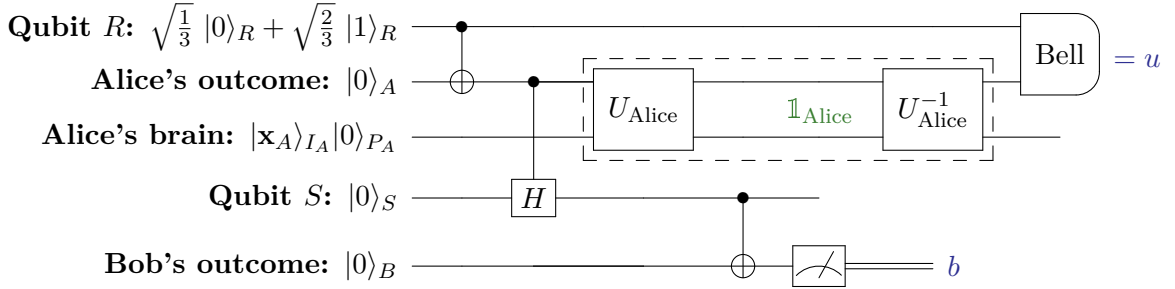 Qubit R: √(1/3) |0⟩_R + √(2/3) |1⟩_R
Bell = u
Alice's outcome: |0⟩_A
U_Alice 𝟙_Alice U_Alice^{-1}
Alice's brain: |x_A⟩_{I_A}|0⟩_{P_A}
Qubit S: |0⟩_S
H
Bob's outcome: |0⟩_B
b